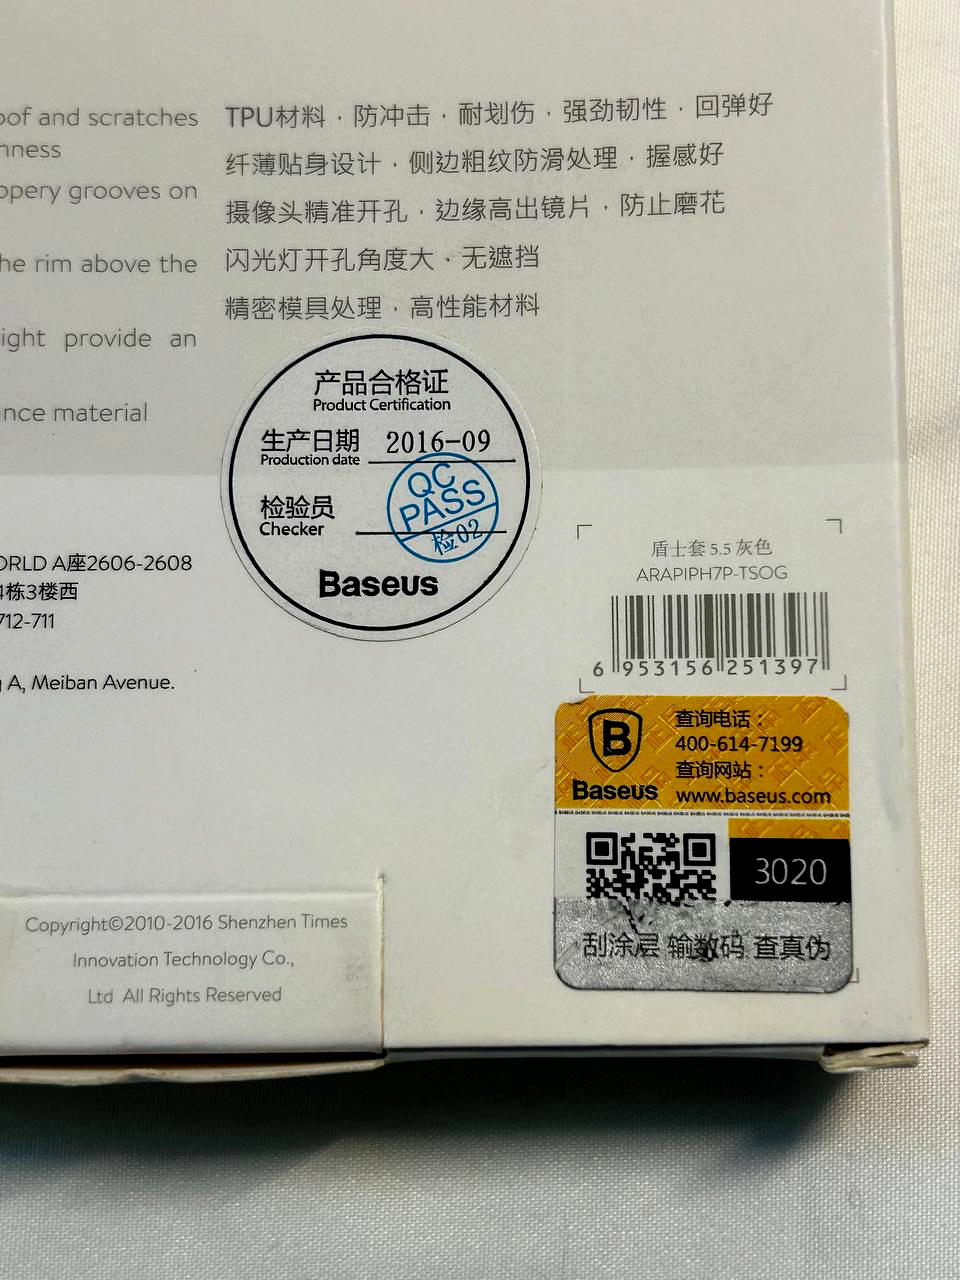 oof and scratches
nness
ppery grooves on
he rim above the
ight provide an
ance material
TPU材料，防冲击，耐划伤，强劲韧性，回弹好
纤薄贴身设计，侧边粗纹防滑处理，握感好
摄像头精准开孔，边缘高出镜片，防止磨花
闪光灯开孔角度大、无遮挡
精密模具处理，高性能材料
产品合格证
Product Certification
生产日期 2016-09
Production date
QC
PASS
检02
检验员
Checker
Baseus
ORLD A座2606-2608
4栋3楼西
712-711
A, Meiban Avenue.
盾士套 5.5 灰色
ARAPIPH7P-TSOG
6 953156 251397
B
Baseus
查询电话：
400-614-7199
查询网站：
www.baseus.com
3020
刮涂层 输数码 查真伪
Copyright©2010-2016 Shenzhen Times
Innovation Technology Co.,
Ltd All Rights Reserved